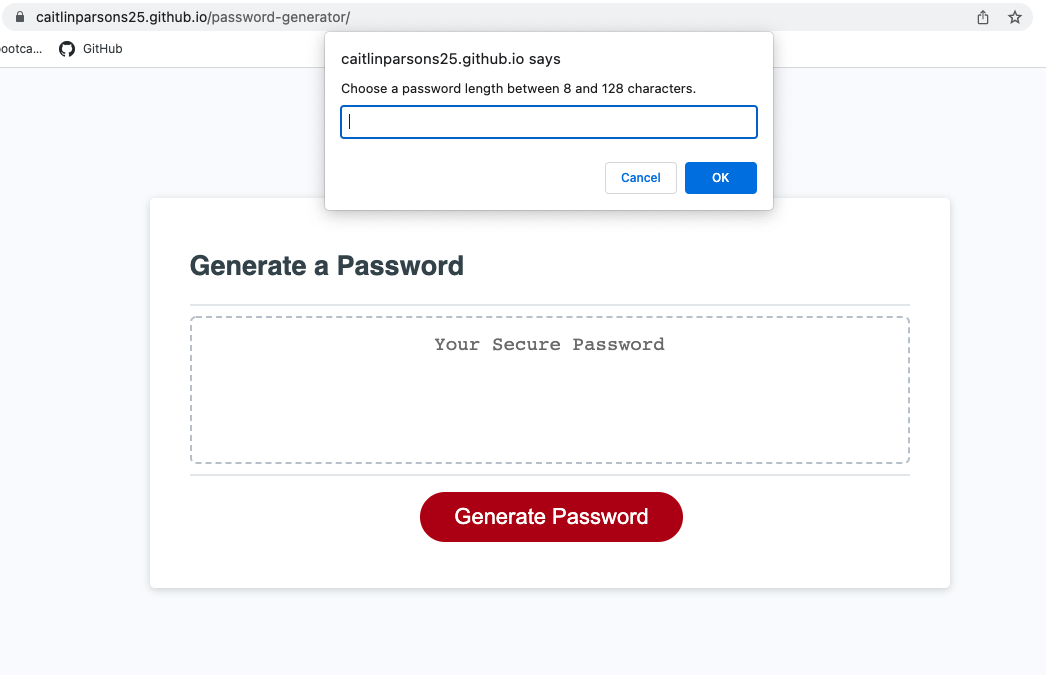 caitlinparsons25.github.io/password-generator/
ootca... GitHub
caitlinparsons25.github.io says
Choose a password length between 8 and 128 characters.
Cancel OK
Generate a Password
Your Secure Password
Generate Password